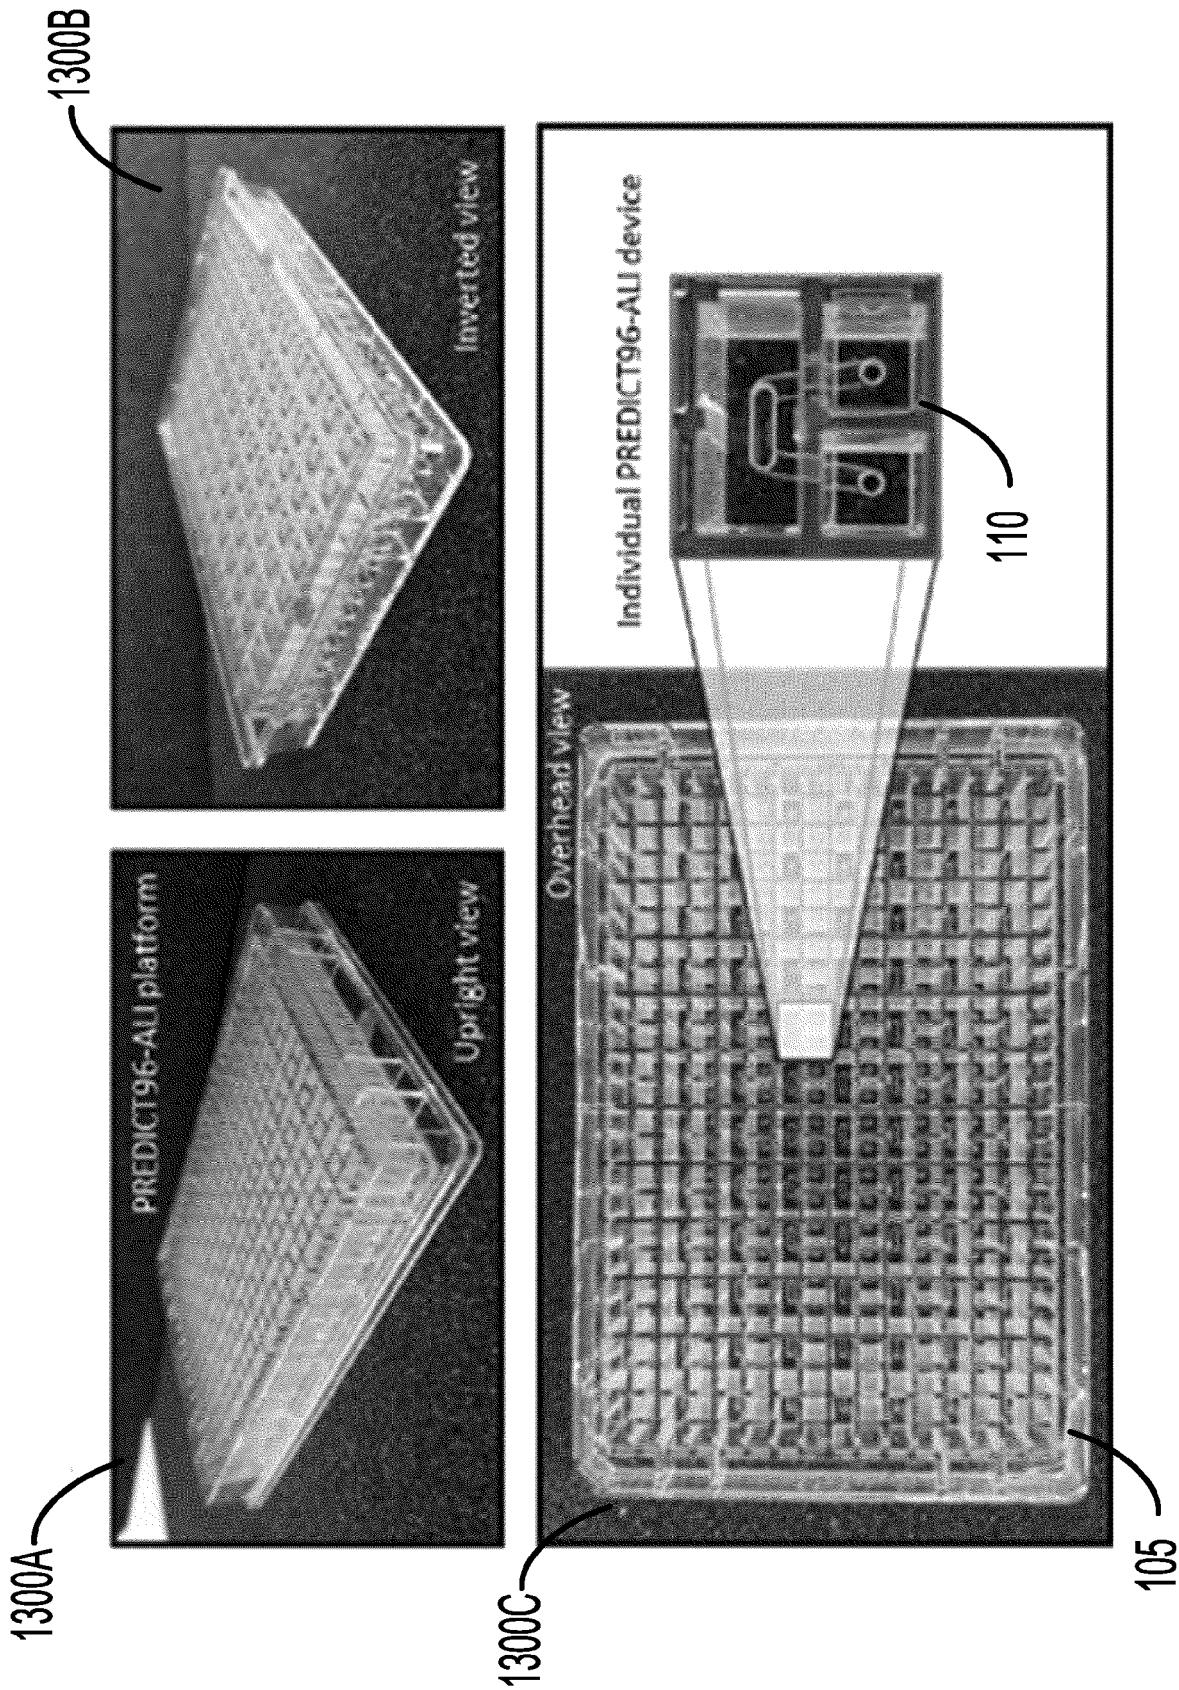 1300A
1300B
PREDICT96-ALI platform
Upright view
Inverted view
1300C
Overhead view
Individual PREDICT96-ALI device
110
105